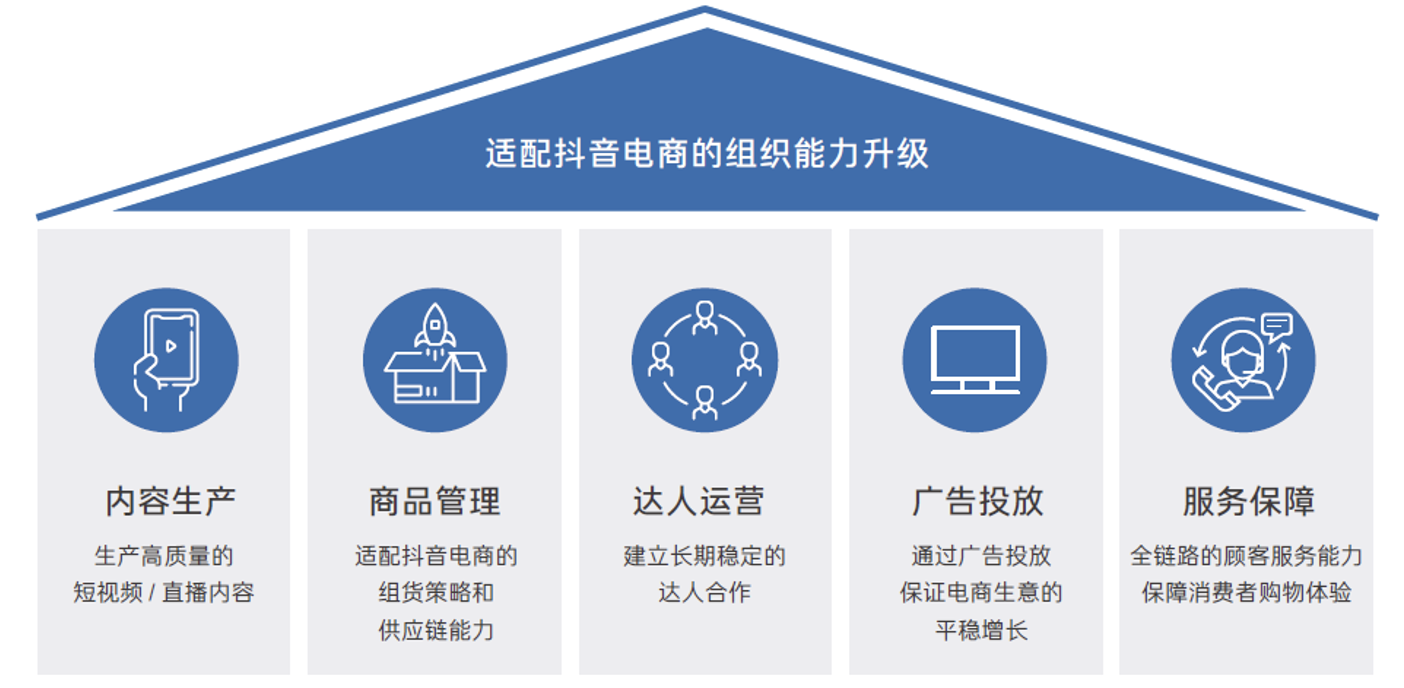 适配抖音电商的组织能力升级
内容生产
生产高质量的
短视频 / 直播内容
商品管理
适配抖音电商的
组货策略和
供应链能力
达人运营
建立长期稳定的
达人合作
广告投放
通过广告投放
保证电商生意的
平稳增长
服务保障
全链路的顾客服务能力
保障消费者购物体验